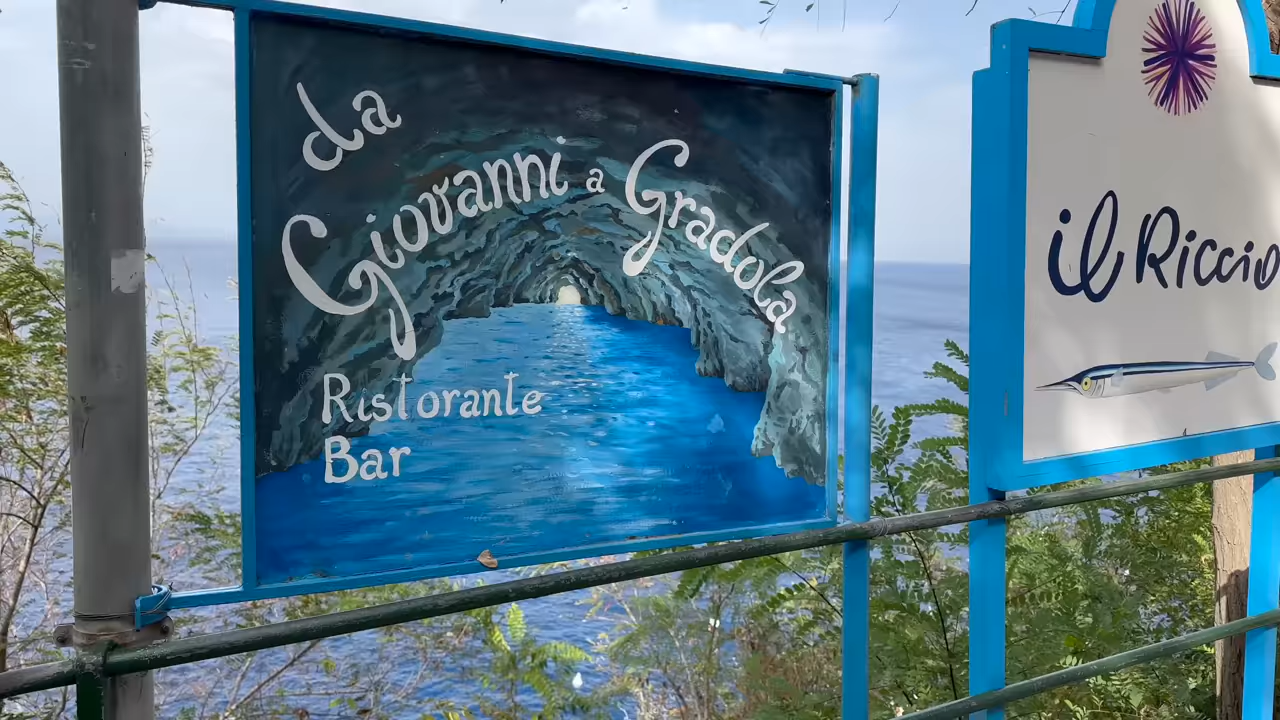 da
Giovanni a Gradola
Ristorante
Bar
il Riccio